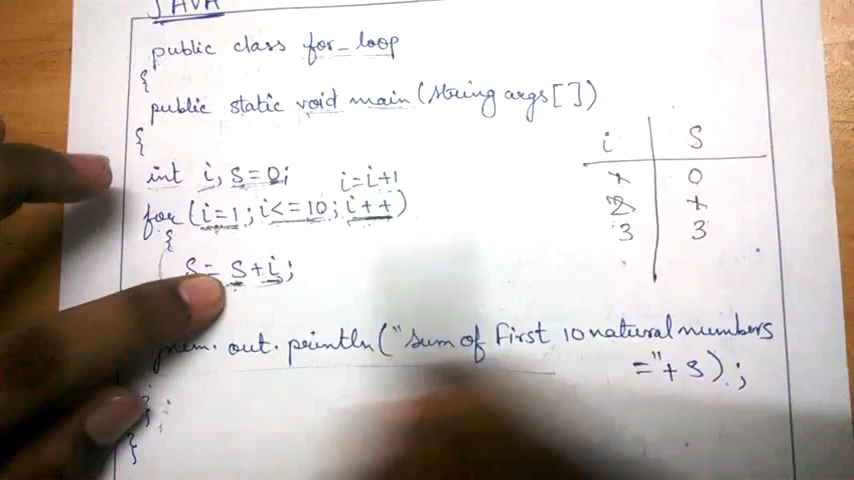 JAVA
public class for_loop
{
public static void main (string args[])
{
int i, s=0;
i=i+1
for (i=1; i<=10; i++)
{
s= s+i;
out. println ("sum of first 10 natural numbers
="+ s);
}
}
i S
1 0
2 1
3 3